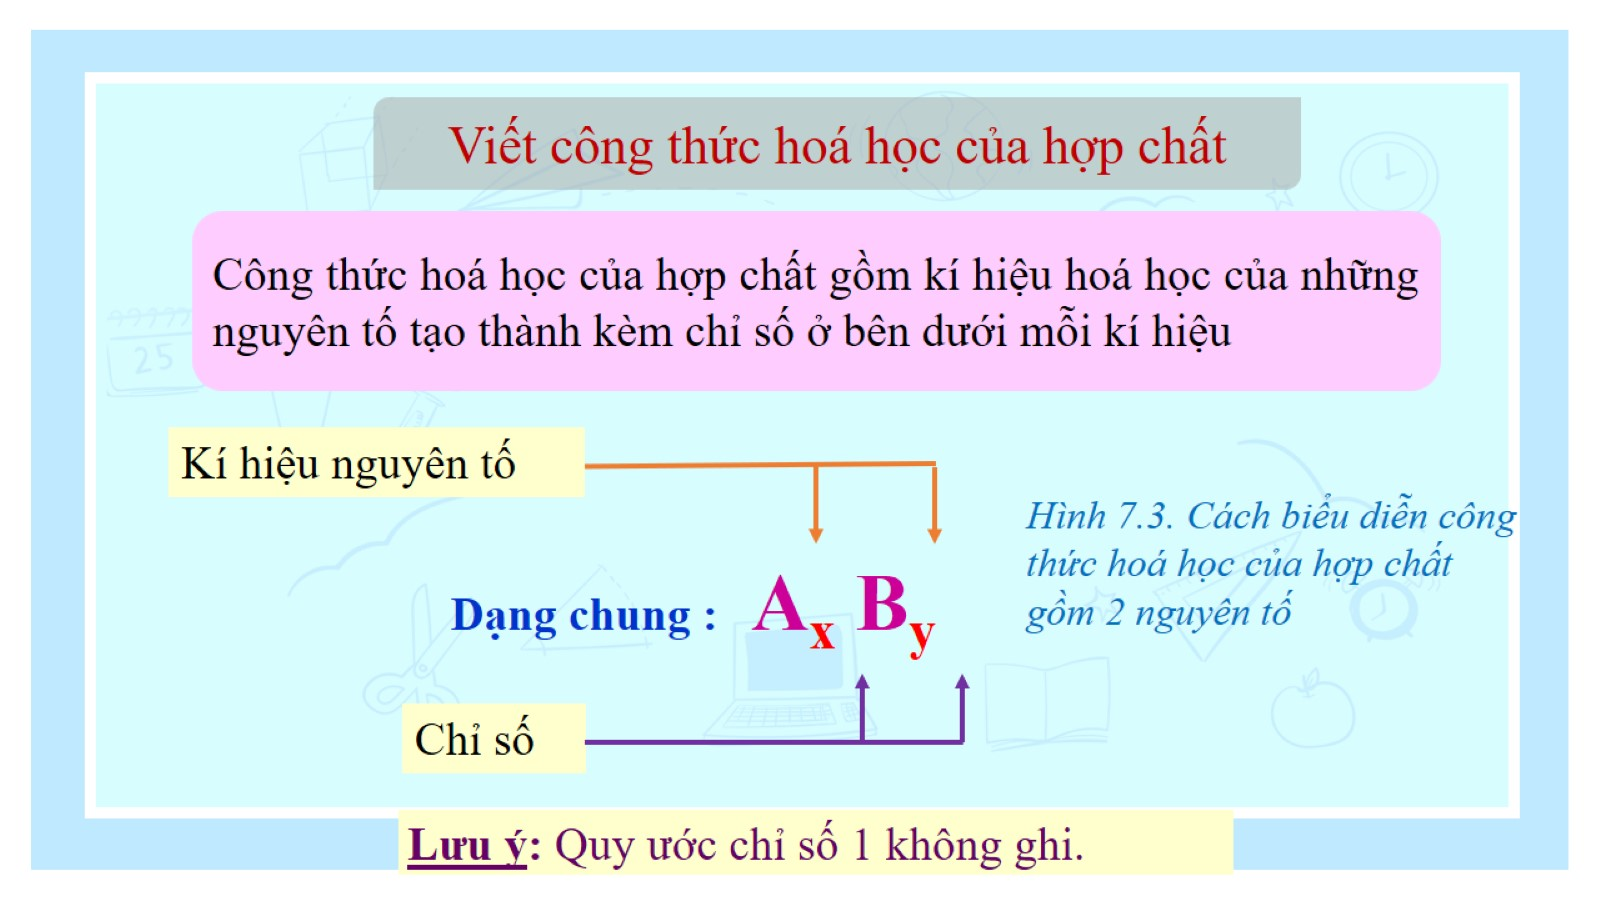 Viết công thức hoá học của hợp chất
Công thức hoá học của hợp chất gồm kí hiệu hoá học của những
nguyên tố tạo thành kèm chỉ số ở bên dưới mỗi kí hiệu
Kí hiệu nguyên tố
Hình 7.3. Cách biểu diễn công
thức hoá học của hợp chất
gồm 2 nguyên tố
Dạng chung : Ax By
Chỉ số
Lưu ý: Quy ước chỉ số 1 không ghi.
25